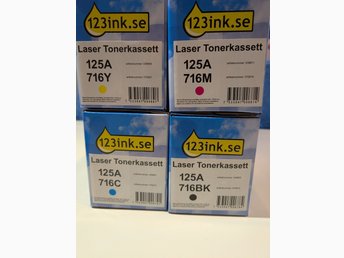 123ink.se
Laser Tonerkassett
125A
716Y
123ink.se
Laser Tonerkassett
125A
716M
123ink.se
Laser Tonerkassett
125A
716C
123ink.se
Laser Tonerkassett
125A
716BK